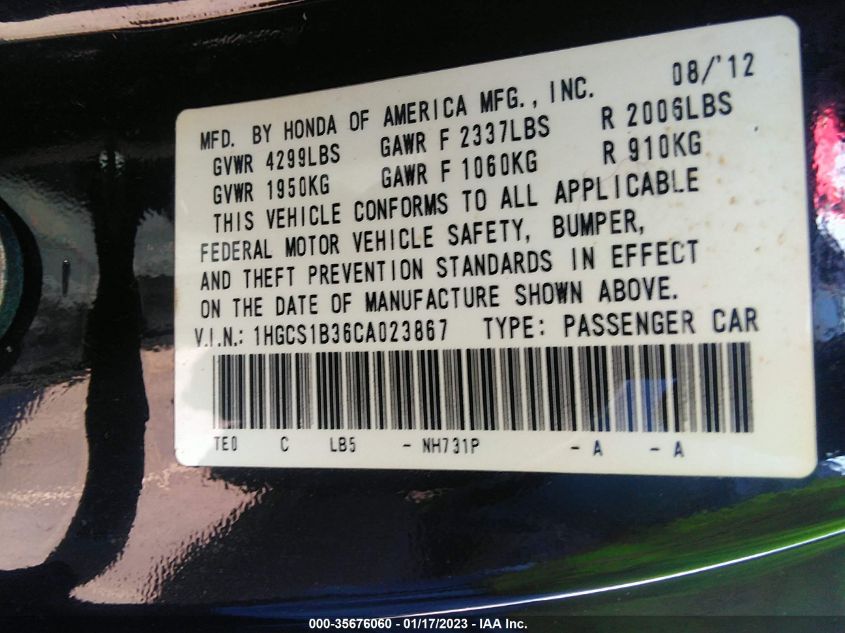 MFD. BY HONDA OF AMERICA MFG., INC. 08/'12
GVWR 4299LBS GAWR F 2337LBS R 2006LBS
GVWR 1950KG GAWR F 1060KG R 910KG
THIS VEHICLE CONFORMS TO ALL APPLICABLE
FEDERAL MOTOR VEHICLE SAFETY, BUMPER,
AND THEFT PREVENTION STANDARDS IN EFFECT
ON THE DATE OF MANUFACTURE SHOWN ABOVE.
V.I.N.: 1HGCS1B36CA023867 TYPE: PASSENGER CAR
TE0 C LB5 - NH731P - A - A
000-35676060 - 01/17/2023 - IAA Inc.